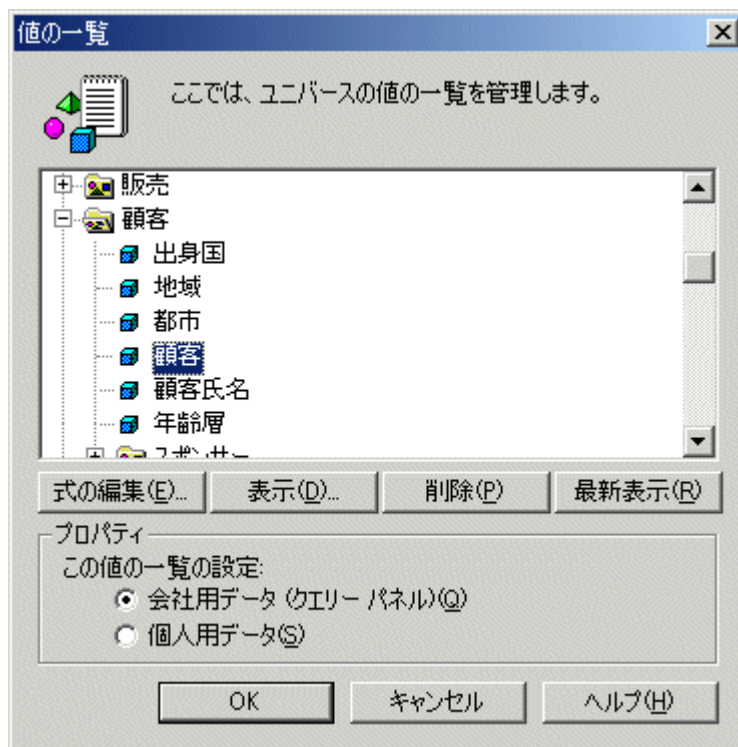 値の一覧
ここでは、ユニバースの値の一覧を管理します。
販売
顧客
出身国
地域
都市
顧客
顧客氏名
年齢層
スポンサー
式の編集(E)... 表示(D)... 削除(P) 最新表示(R)
プロパティ
この値の一覧の設定:
会社用データ (クエリー パネル)(Q)
個人用データ(S)
OK キャンセル ヘルプ(H)